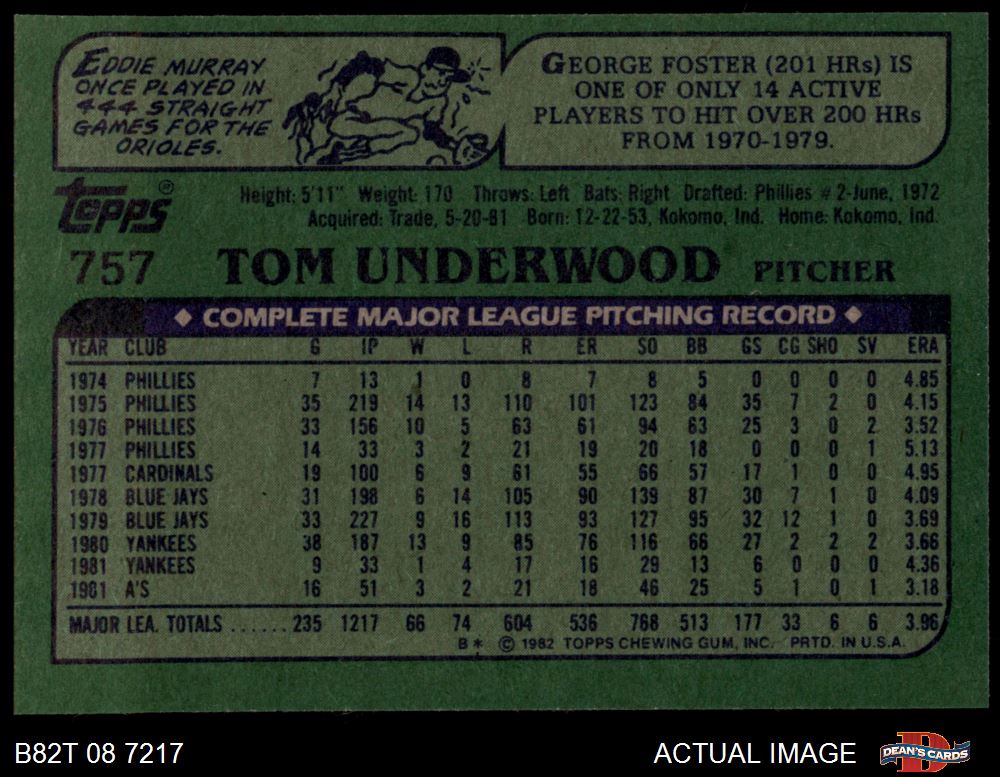 EDDIE MURRAY
ONCE PLAYED IN
444 STRAIGHT
GAMES FOR THE
ORIOLES.
GEORGE FOSTER (201 HRs) IS
ONE OF ONLY 14 ACTIVE
PLAYERS TO HIT OVER 200 HRs
FROM 1970-1979.
topps®
Height: 5'11" Weight: 170 Throws: Left Bats: Right Drafted: Phillies #2-June, 1972
Acquired: Trade, 5-20-81 Born: 12-22-53, Kokomo, Ind. Home: Kokomo, Ind.
757 TOM UNDERWOOD PITCHER
◆ COMPLETE MAJOR LEAGUE PITCHING RECORD ◆
YEAR CLUB G IP W L R ER SO BB GS CG SHO SV ERA
1974 PHILLIES 7 13 1 0 8 7 8 5 0 0 0 0 4.85
1975 PHILLIES 35 219 14 13 110 101 123 84 35 7 2 0 4.15
1976 PHILLIES 33 156 10 5 63 61 94 63 25 3 0 2 3.52
1977 PHILLIES 14 33 3 2 21 19 20 18 0 0 0 1 5.13
1977 CARDINALS 19 100 6 9 61 55 66 57 17 1 0 0 4.95
1978 BLUE JAYS 31 198 6 14 105 90 139 87 30 7 1 0 4.09
1979 BLUE JAYS 33 227 9 16 113 93 127 95 32 12 1 0 3.69
1980 YANKEES 38 187 13 9 85 76 116 66 27 2 2 2 3.66
1981 YANKEES 9 33 1 4 17 16 29 13 6 0 0 0 4.36
1981 A'S 16 51 3 2 21 18 46 25 5 1 0 1 3.18
MAJOR LEA. TOTALS ...... 235 1217 66 74 604 536 768 513 177 33 6 6 3.96
B* © 1982 TOPPS CHEWING GUM, INC. PRTD. IN U.S.A.
B82T 08 7217
ACTUAL IMAGE
DEAN'S CARDS